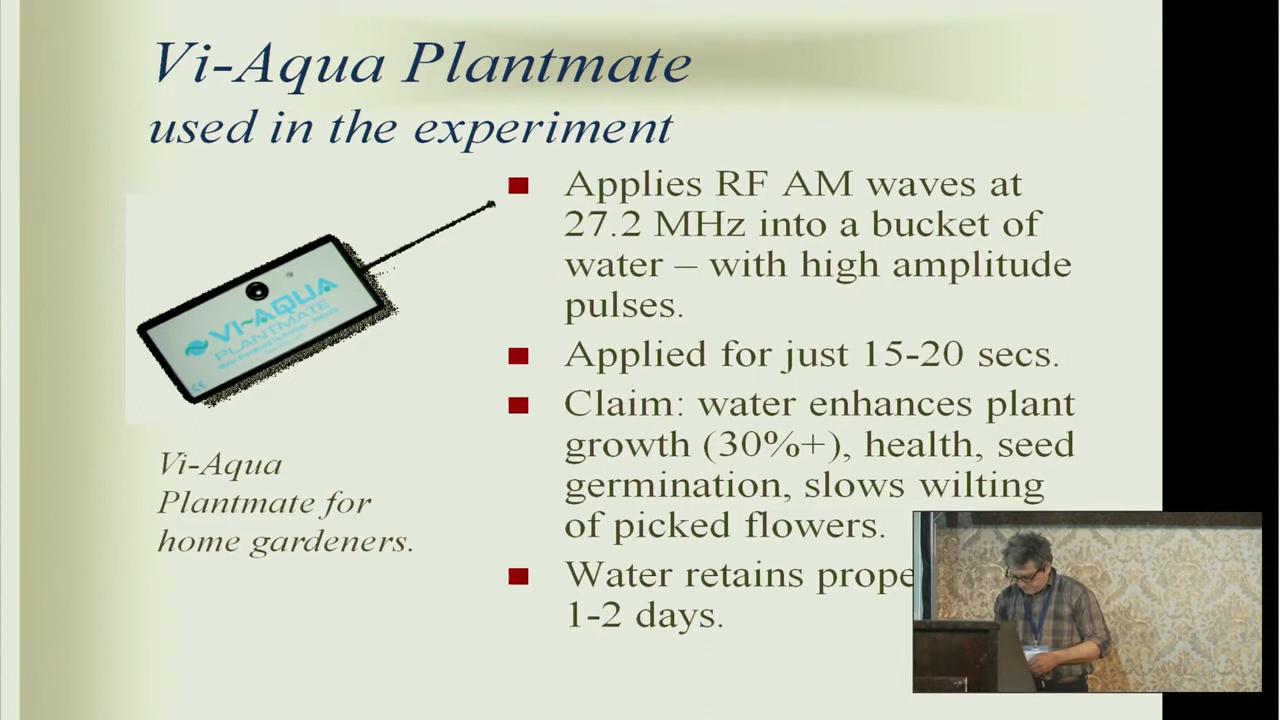 Vi-Aqua Plantmate
used in the experiment
Applies RF AM waves at
27.2 MHz into a bucket of
water – with high amplitude
pulses.
Applied for just 15-20 secs.
Claim: water enhances plant
growth (30%+), health, seed
germination, slows wilting
of picked flowers.
Water retains prope
1-2 days.
VI~AQUA
PLANTMATE
Vi-Aqua
Plantmate for
home gardeners.